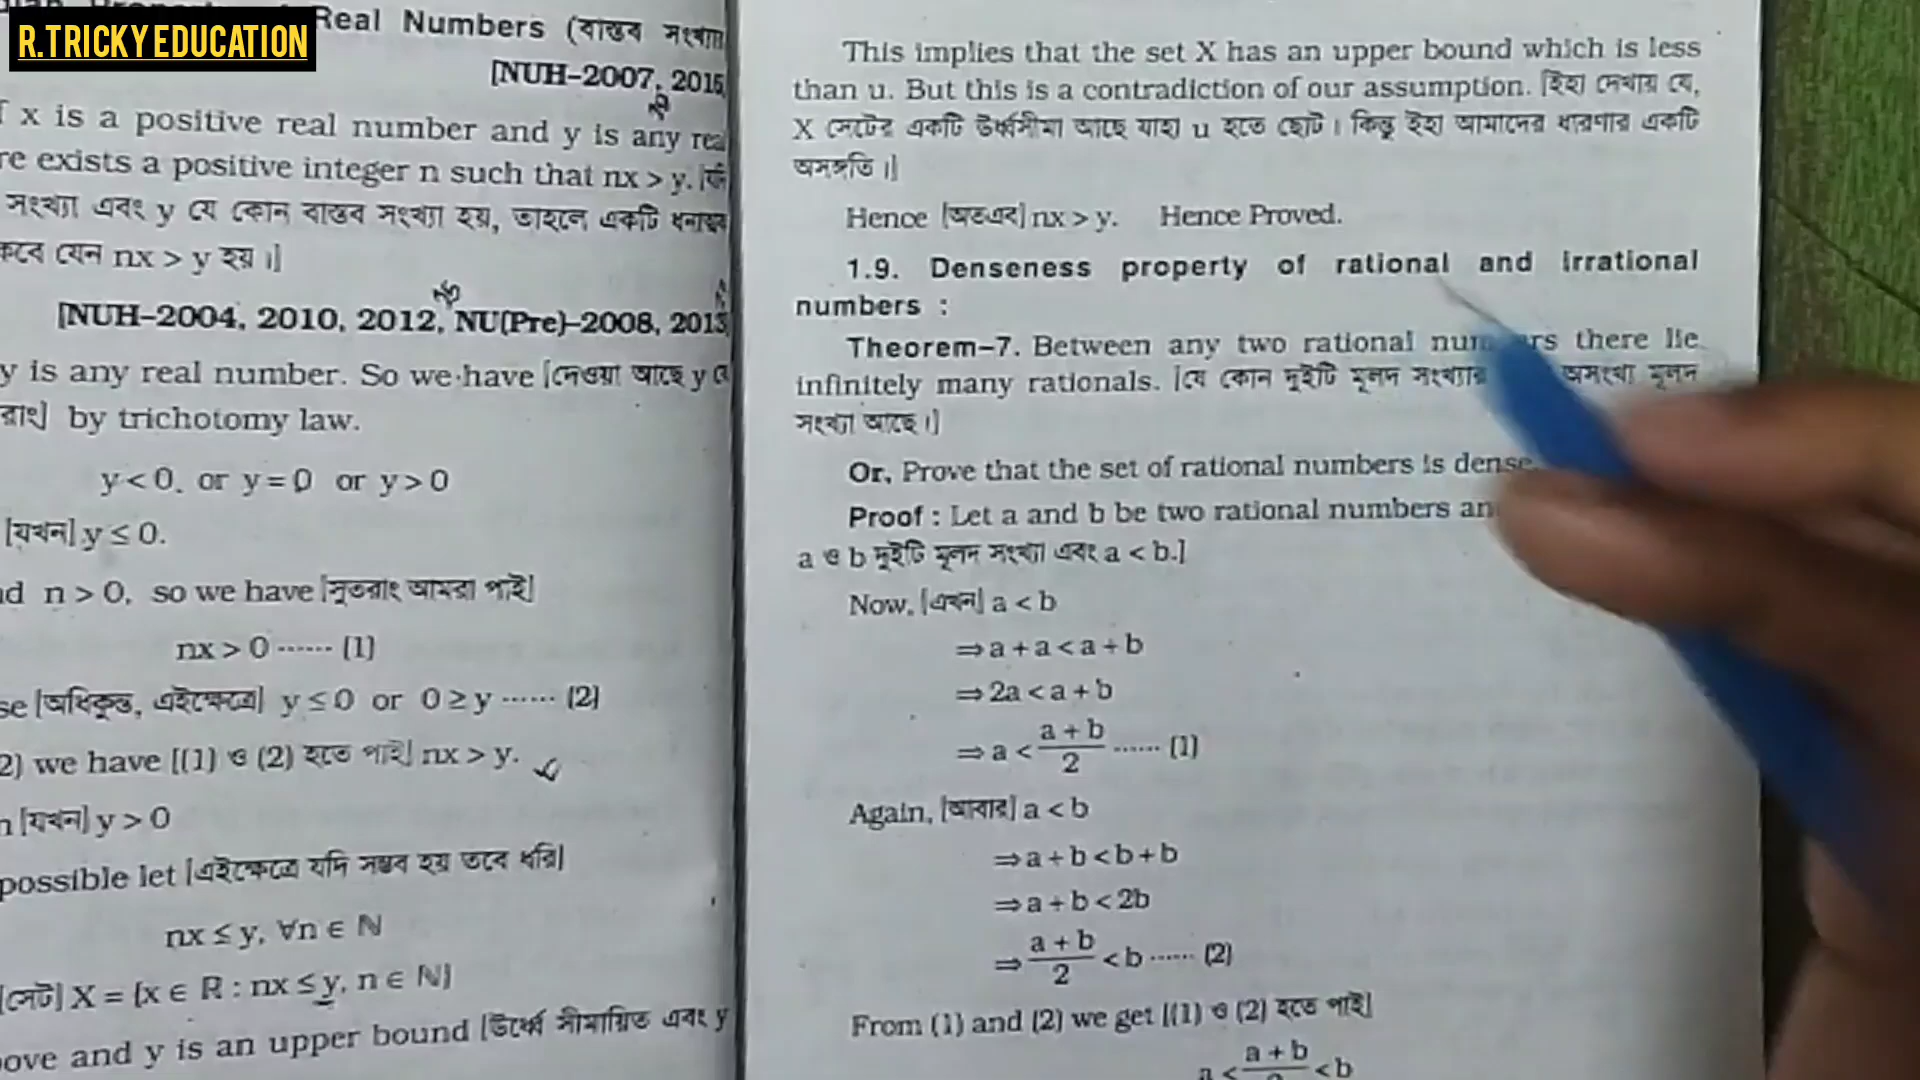 R.TRICKY EDUCATION
Real Numbers (বাস্তব সংখ্যা
[NUH–2007, 2015,
x is a positive real number and y is any real
re exists a positive integer n such that nx > y. [যদি
সংখ্যা এবং y যে কোন বাস্তব সংখ্যা হয়, তাহলে একটি ধনাত্মক
nx > y হয়।]
[NUH–2004, 2010, 2012, NU(Pre)–2008, 2013,
y is any real number. So we have [দেওয়া আছে y যে
by trichotomy law.
y < 0, or y = 0 or y > 0
[যখন] y ≤ 0.
n > 0, so we have [সুতরাং আমরা পাই]
nx > 0 ...... (1)
se [অধিকন্তু, এইক্ষেত্রে] y ≤ 0 or 0 ≥ y ...... (2)
2) we have [(1) ও (2) হতে পাই] nx > y.
[যখন] y > 0
possible let [এইক্ষেত্রে যদি সম্ভব হয় তবে ধরি]
nx ≤ y, ∀n ∈ ℕ
[সেট] X = {x ∈ ℝ : nx ≤ y, n ∈ ℕ}
ove and y is an upper bound [উর্ধ্বে সীমায়িত এবং y
This implies that the set X has an upper bound which is less
than u. But this is a contradiction of our assumption. [ইহা দেখায় যে,
X সেটের একটি উর্ধ্বসীমা আছে যাহা u হতে ছোট। কিন্তু ইহা আমাদের ধারণার একটি
অসঙ্গতি।]
Hence [অতএব] nx > y. Hence Proved.
1.9. Denseness property of rational and irrational
numbers :
Theorem–7. Between any two rational numbers there lie
infinitely many rationals. [যে কোন দুইটি মূলদ সংখ্যার অসংখ্য মূলদ
সংখ্যা আছে।]
Or, Prove that the set of rational numbers is dense.
Proof : Let a and b be two rational numbers an
a ও b দুইটি মূলদ সংখ্যা এবং a < b.]
Now, [এখন] a < b
⇒ a + a < a + b
⇒ 2a < a + b
⇒ a < (a + b)/2 ...... (1)
Again, [আবার] a < b
⇒ a + b < b + b
⇒ a + b < 2b
⇒ (a + b)/2 < b ...... (2)
From (1) and (2) we get [(1) ও (2) হতে পাই]
a < (a + b)/2 < b